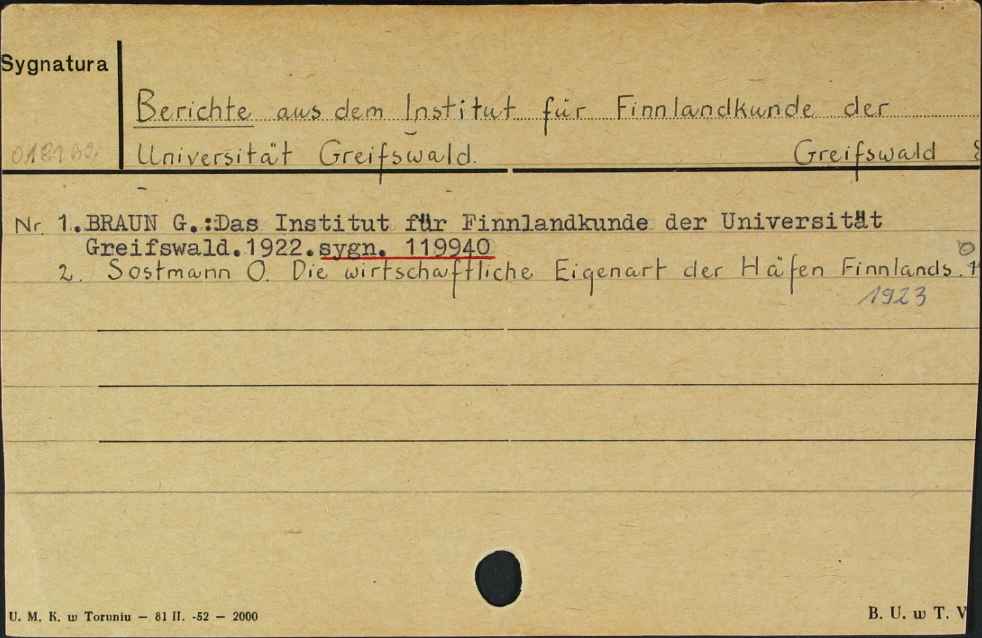 Sygnatura
Berichte aus dem Institut für Finnlandkunde der
Universität Greifswald. Greifswald
Nr. 1. BRAUN G.:Das Institut für Finnlandkunde der Universität
Greifswald.1922.sygn. 119940
2. Sostmann O. Die wirtschaftliche Eigenart der Häfen Finnlands.
1923
U. M. K. w Toruniu — 81 II. -52 — 2000
B. U. w T. V